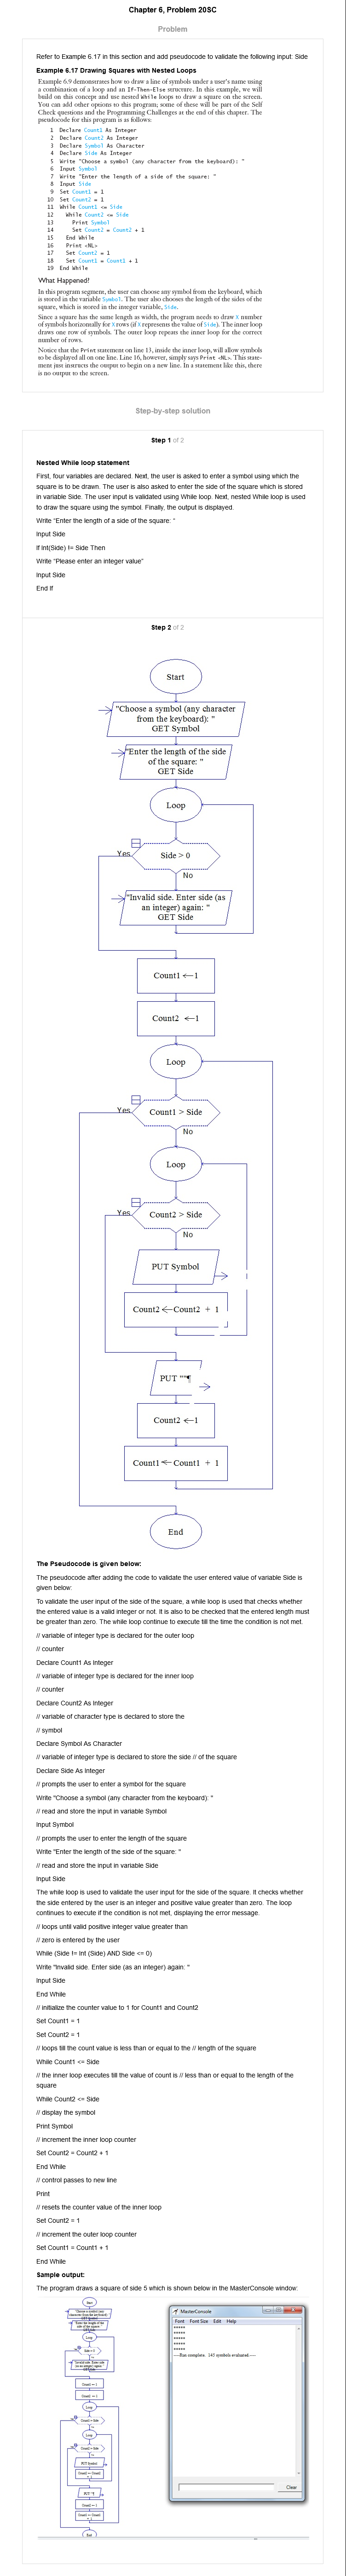 Chapter 6, Problem 20SC
Problem
Refer to Example 6.17 in this section and add pseudocode to validate the following input: Side
Example 6.17 Drawing Squares with Nested Loops
Example 6.9 demonstrates how to draw a line of symbols under a user's name using
a combination of a loop and an If-Then-Else structure. In this example, we will
build on this concept and use nested While loops to draw a square on the screen.
You can add other options to this program; some of these will be part of the Self
Check questions and the Programming Challenges at the end of this chapter. The
pseudocode for this program is as follows:
1 Declare Count1 As Integer
2 Declare Count2 As Integer
3 Declare Symbol As Character
4 Declare Side As Integer
5 Write "Choose a symbol (any character from the keyboard): "
6 Input Symbol
7 Write "Enter the length of a side of the square: "
8 Input Side
9 Set Count1 = 1
10 Set Count2 = 1
11 While Count1 <= Side
12 While Count2 <= Side
13 Print Symbol
14 Set Count2 = Count2 + 1
15 End While
16 Print <NL>
17 Set Count2 = 1
18 Set Count1 = Count1 + 1
19 End While
What Happened?
In this program segment, the user can choose any symbol from the keyboard, which
is stored in the variable Symbol. The user also chooses the length of a side of this
square, which is stored in the integer variable, Side.
Since a square has the same length as width, the program needs to draw X number
of symbols horizontally for X rows (if X represents the value of Side). The inner loop
draws one row of symbols. The outer loop repeats the inner loop for the correct
number of rows.
Notice that the Print statement on line 13, inside the inner loop, will allow symbols
to be displayed all on one line. Line 16, however, simply says Print <NL>. This state-
ment just instructs the output to begin on a new line. In a statement like this, there
is no output to the screen.
Step-by-step solution
Step 1 of 2
Nested While loop statement
First, four variables are declared. Next, the user is asked to enter a symbol using which the
square is to be drawn. The user is also asked to enter the side of the square which is stored
in variable Side. The user input is validated using While loop. Next, nested While loop is used
to draw the square using the symbol. Finally, the output is displayed.
Write "Enter the length of a side of the square: "
Input Side
If Int(Side) != Side Then
Write "Please enter an integer value"
Input Side
End If
Step 2 of 2
Start
"Choose a symbol (any character
from the keyboard): "
GET Symbol
"Enter the length of the side
of the square: "
GET Side
Loop
Yes
Side > 0
No
"Invalid side. Enter side (as
an integer) again: "
GET Side
Count1 ←1
Count2 ←1
Loop
Yes
Count1 > Side
No
Loop
Yes
Count2 > Side
No
PUT Symbol
Count2 ← Count2 + 1
PUT ""¶
Count2 ←1
Count1 ← Count1 + 1
End
The Pseudocode is given below:
The pseudocode after adding the code to validate the user entered value of variable Side is
given below:
To validate the user input of the side of the square, a while loop is used that checks whether
the entered value is a valid integer or not. It is also to be checked that the entered length must
be greater than zero. The while loop continue to execute till the time the condition is not met.
// variable of integer type is declared for the outer loop
// counter
Declare Count1 As Integer
// variable of integer type is declared for the inner loop
// counter
Declare Count2 As Integer
// variable of character type is declared to store the
// symbol
Declare Symbol As Character
// variable of integer type is declared to store the side // of the square
Declare Side As Integer
// prompts the user to enter a symbol for the square
Write "Choose a symbol (any character from the keyboard): "
// read and store the input in variable Symbol
Input Symbol
// prompts the user to enter the length of the square
Write "Enter the length of the side of the square: "
// read and store the input in variable Side
Input Side
The while loop is used to validate the user input for the side of the square. It checks whether
the side entered by the user is an integer and positive value greater than zero. The loop
continues to execute if the condition is not met, displaying the error message.
// loops until valid positive integer value greater than
// zero is entered by the user
While (Side != Int (Side) AND Side <= 0)
Write "Invalid side. Enter side (as an integer) again: "
Input Side
End While
// initialize the counter value to 1 for Count1 and Count2
Set Count1 = 1
Set Count2 = 1
// loops till the count value is less than or equal to the // length of the square
While Count1 <= Side
// the inner loop executes till the value of count is // less than or equal to the length of the
square
While Count2 <= Side
// display the symbol
Print Symbol
// increment the inner loop counter
Set Count2 = Count2 + 1
End While
// control passes to new line
Print
// resets the counter value of the inner loop
Set Count2 = 1
// increment the outer loop counter
Set Count1 = Count1 + 1
End While
Sample output:
The program draws a square of side 5 which is shown below in the MasterConsole window:
MasterConsole
Font Font Size Edit Help
*****
*****
*****
*****
*****
----Run complete. 145 symbols evaluated.----
Clear